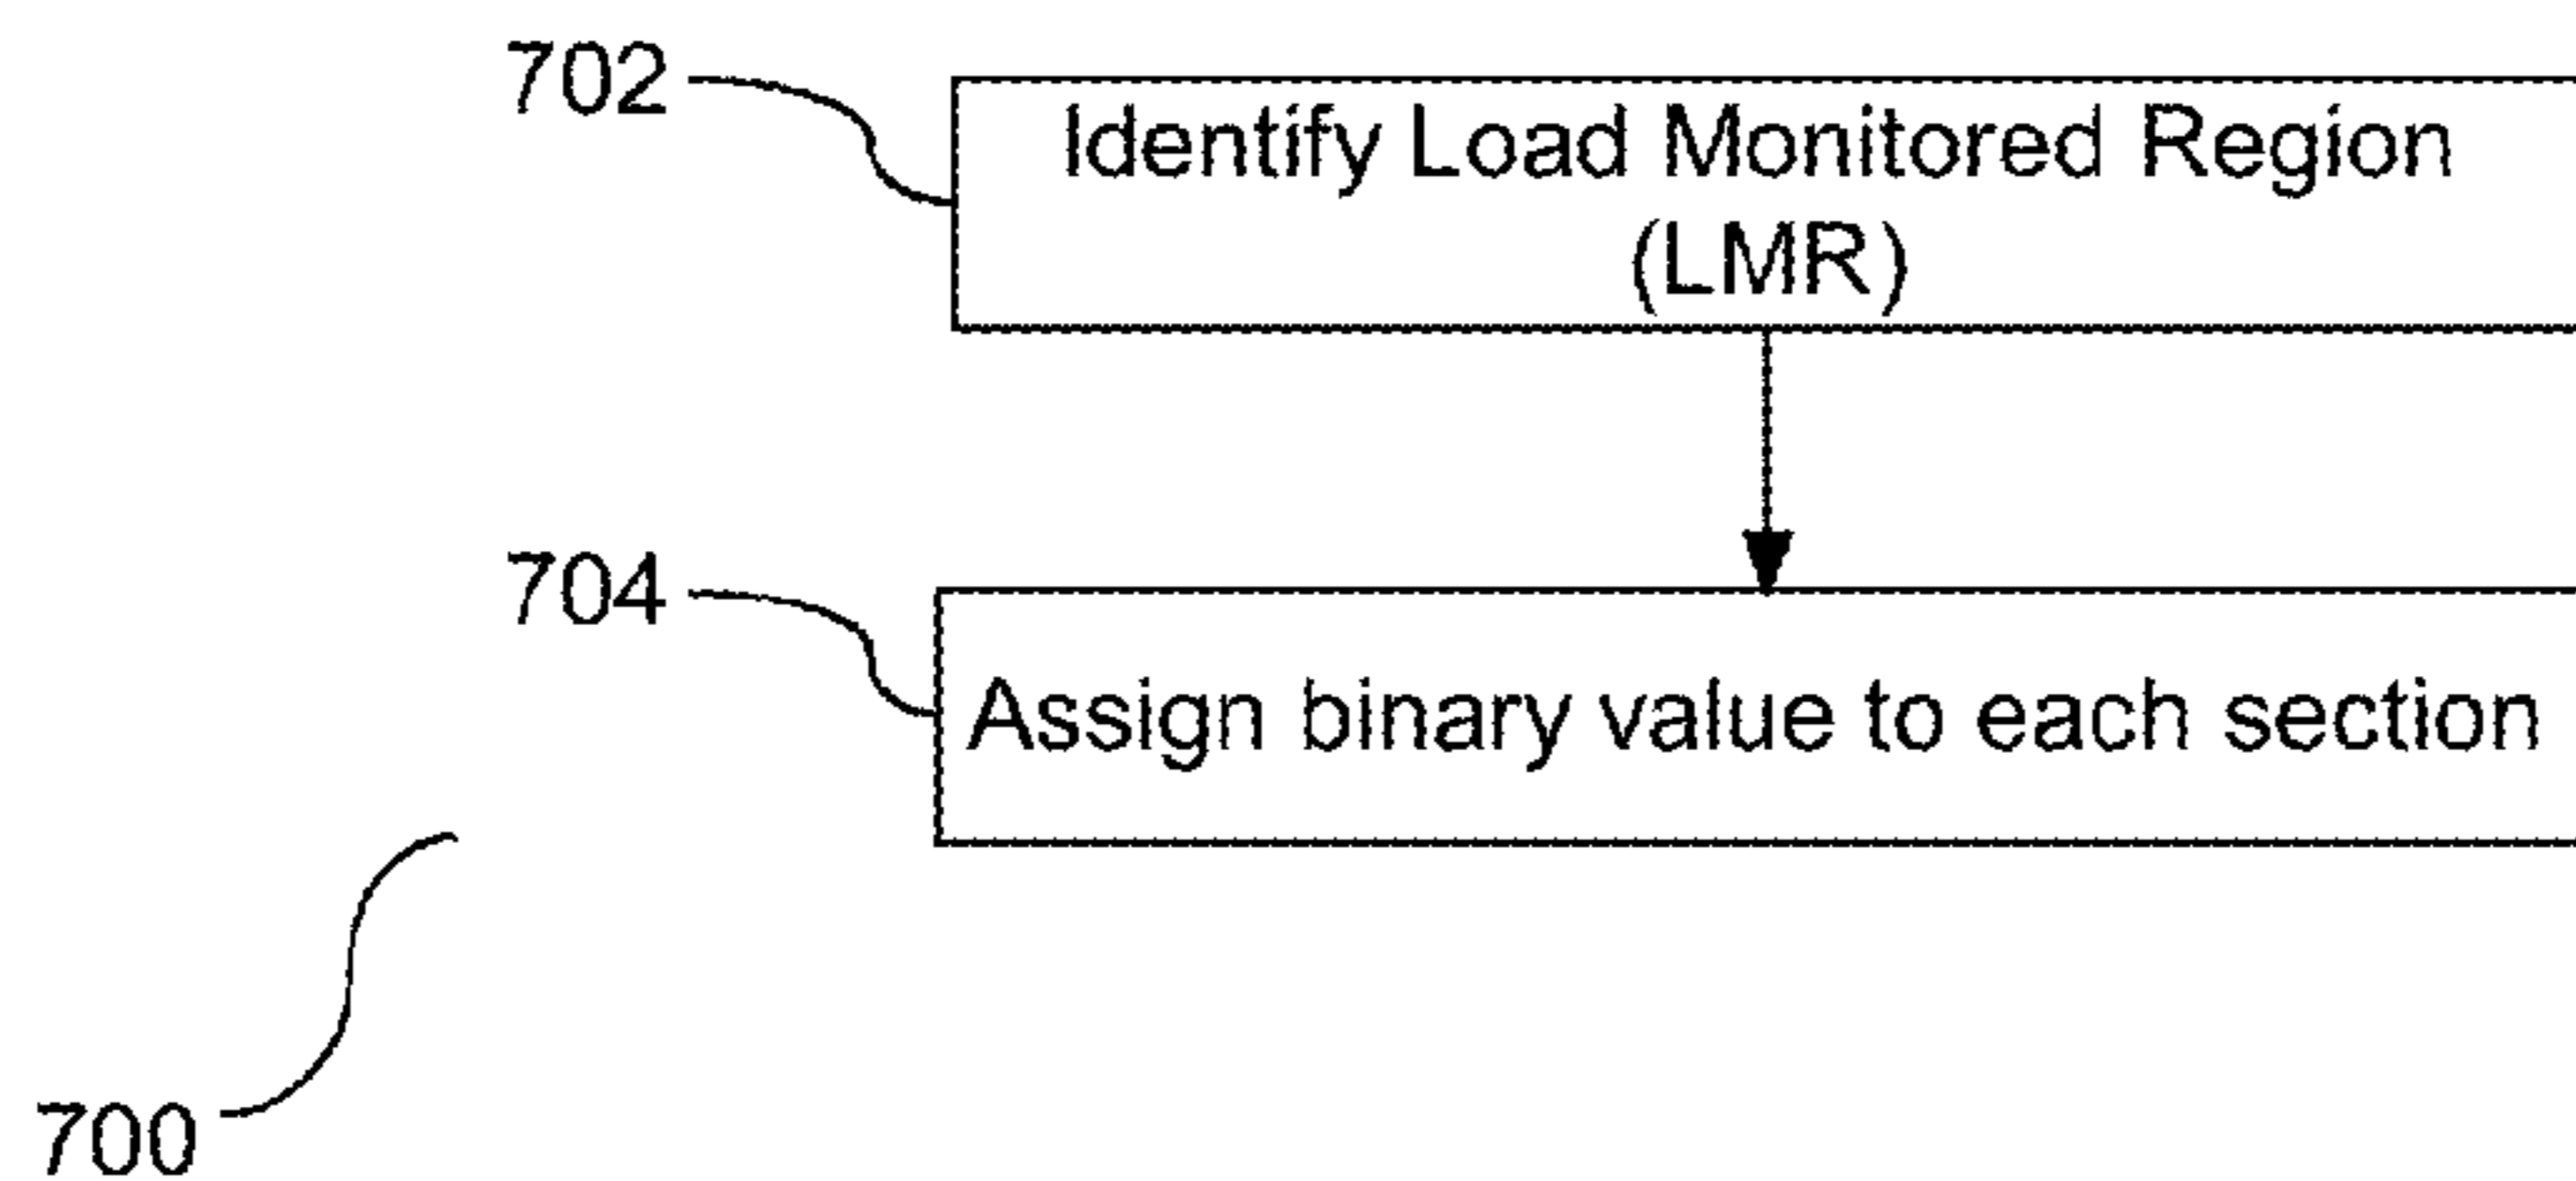 702
Identify Load Monitored Region
(LMR)
704
Assign binary value to each section
700